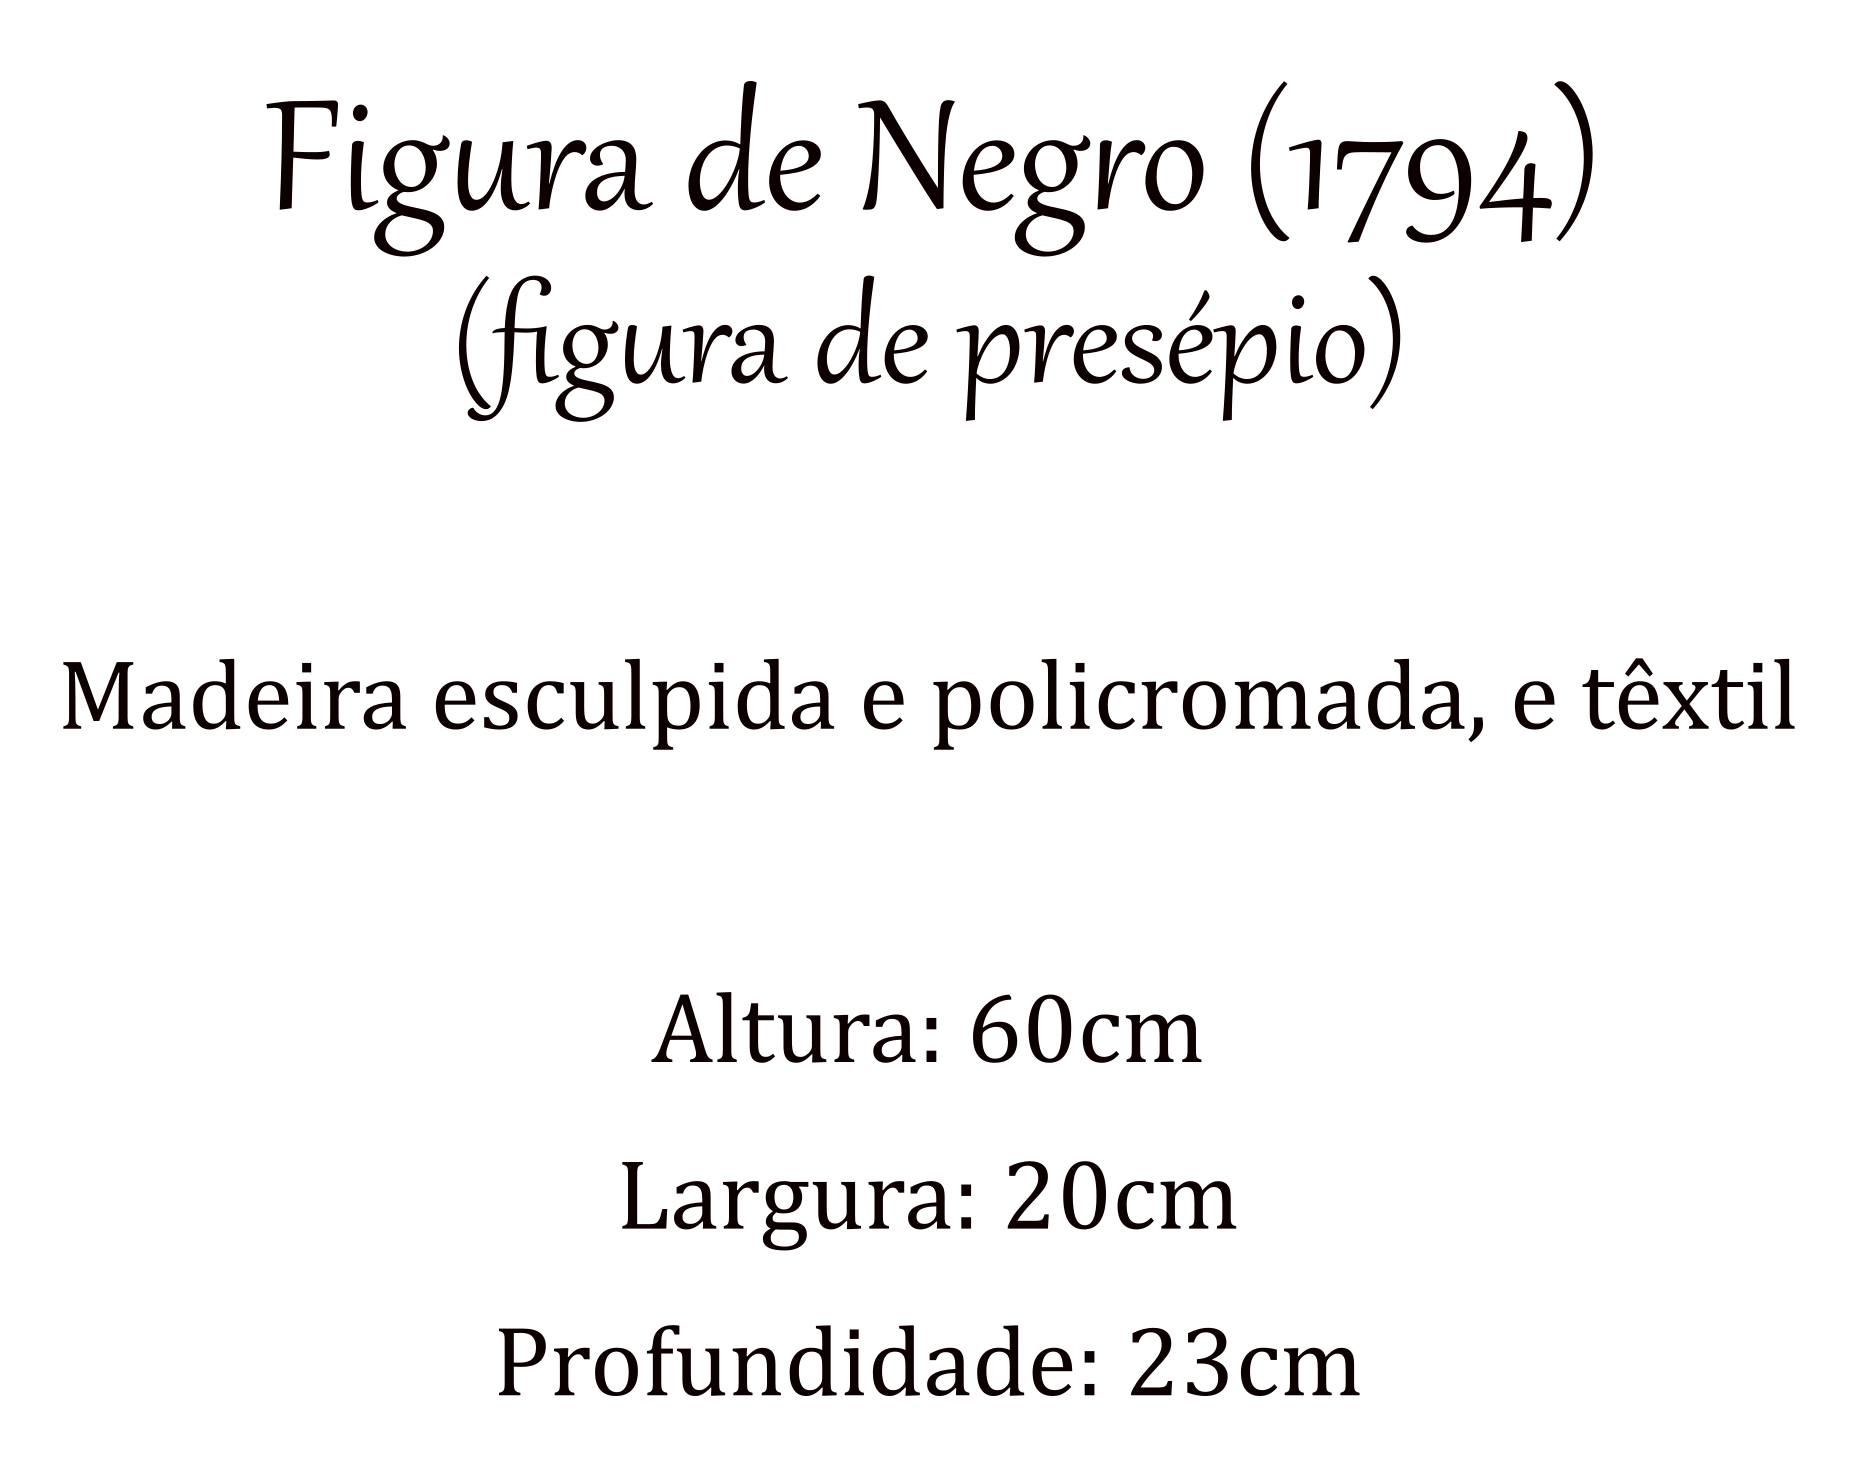 Figura de Negro (1794)
(figura de presépio)
Madeira esculpida e policromada, e têxtil
Altura: 60cm
Largura: 20cm
Profundidade: 23cm